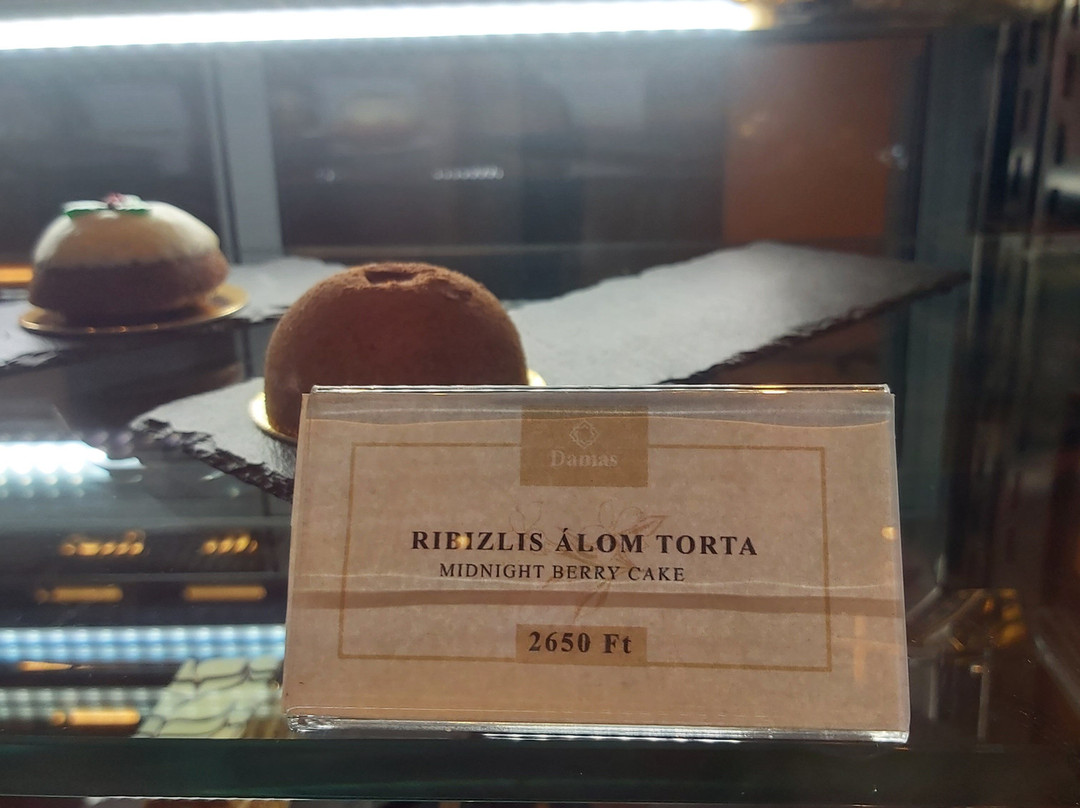 Damas
RIBIZLIS ÁLOM TORTA
MIDNIGHT BERRY CAKE
2650 Ft